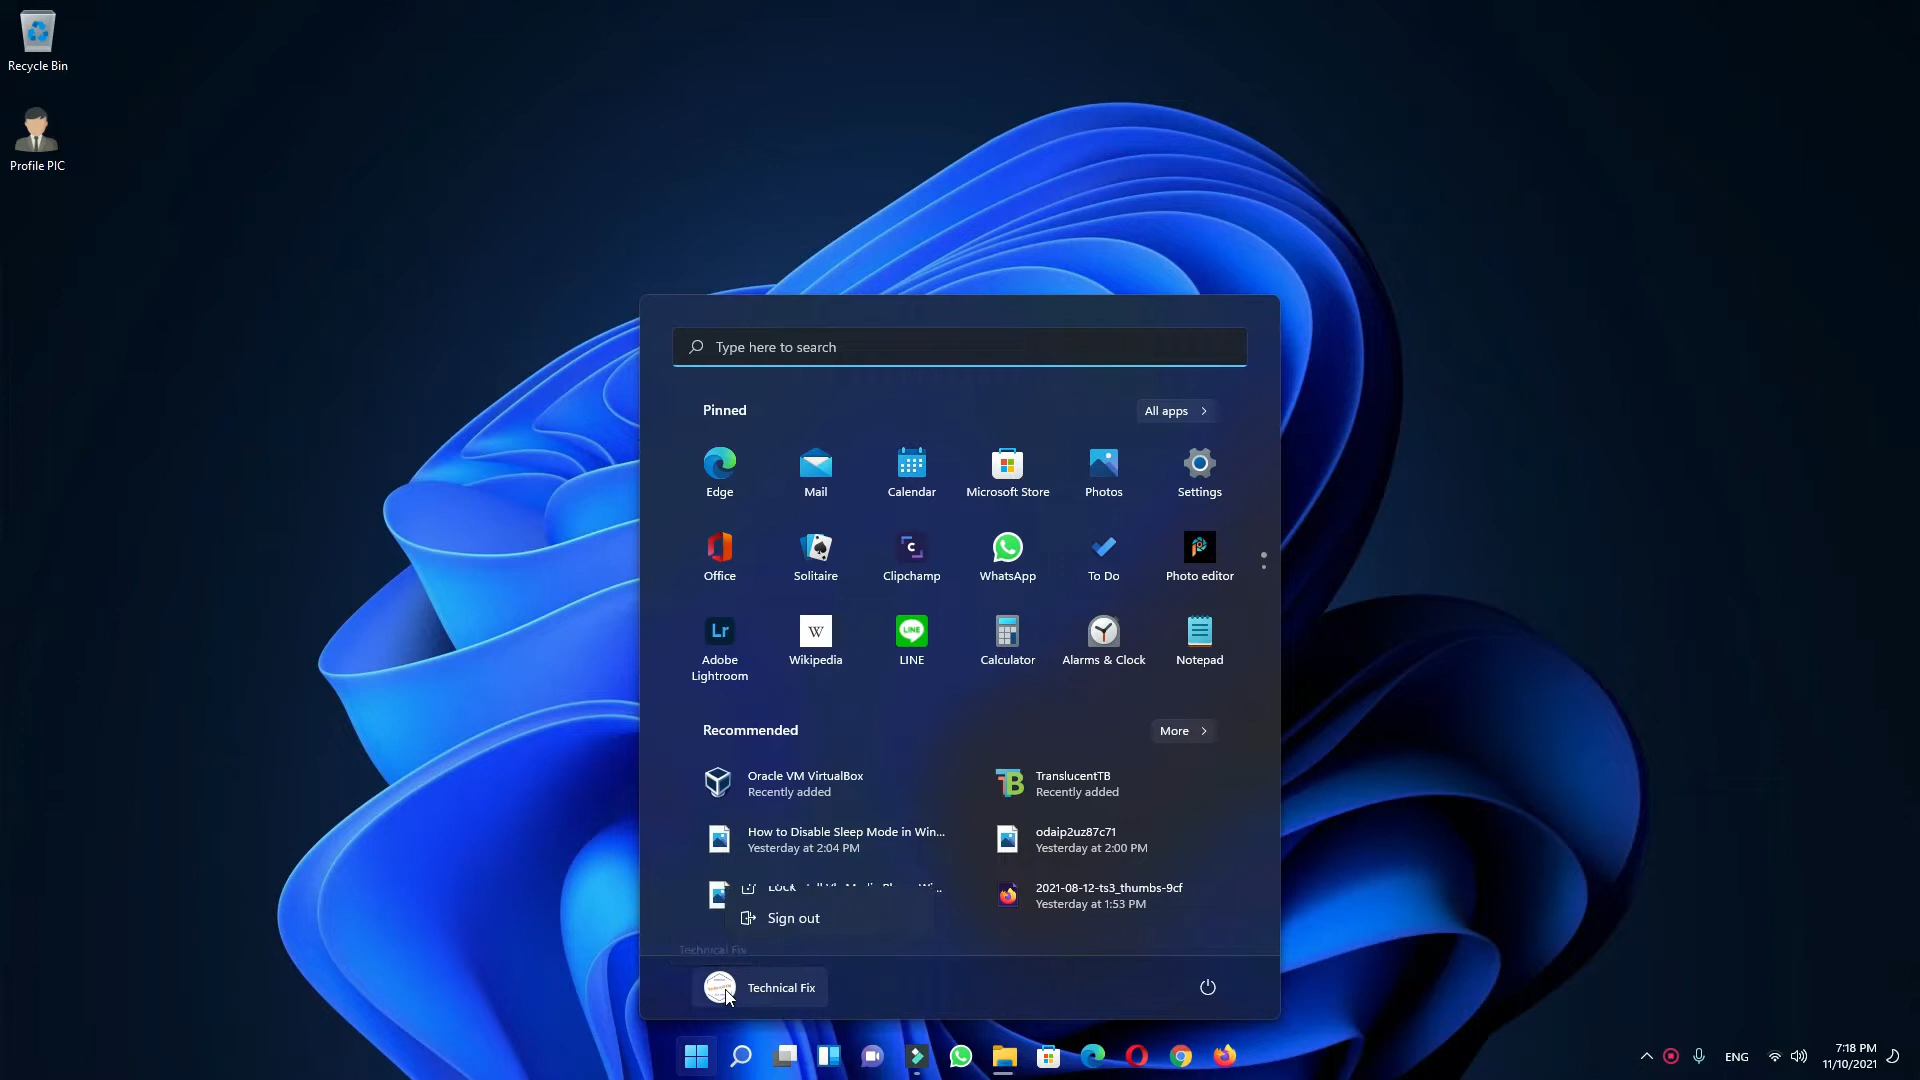 Recycle Bin
Profile PIC
Type here to search
Pinned
All apps
Edge
Mail
Calendar
Microsoft Store
Photos
Settings
Office
Solitaire
Clipchamp
WhatsApp
To Do
Photo editor
Lr
W
LINE
Adobe
Lightroom
Wikipedia
LINE
Calculator
Alarms & Clock
Notepad
Recommended
More
Oracle VM VirtualBox
Recently added
TB
TranslucentTB
Recently added
How to Disable Sleep Mode in Win...
Yesterday at 2:04 PM
odaip2uz87c71
Yesterday at 2:00 PM
Lock
2021-08-12-ts3_thumbs-9cf
Yesterday at 1:53 PM
Sign out
Technical Fix
Technical Fix
ENG
7:18 PM
11/10/2021